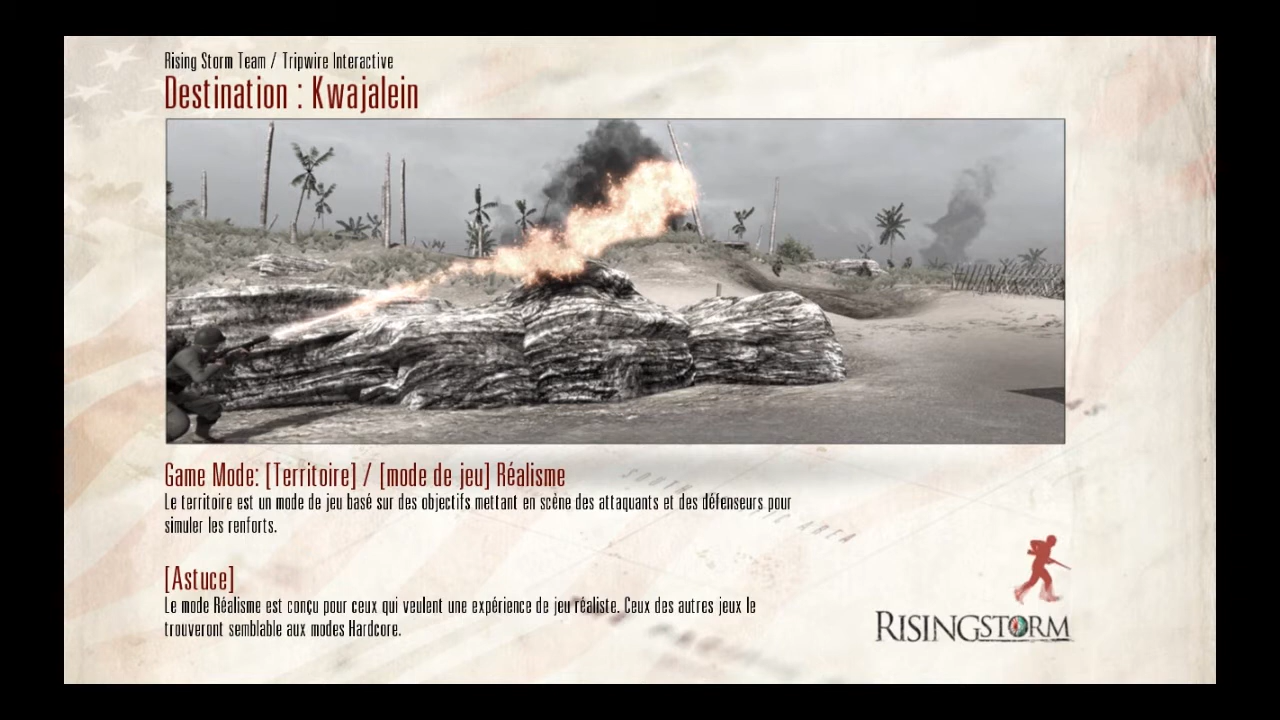 Rising Storm Team / Tripwire Interactive
Destination : Kwajalein
Game Mode: [Territoire] / [mode de jeu] Réalisme
Le territoire est un mode de jeu basé sur des objectifs mettant en scène des attaquants et des défenseurs pour
simuler les renforts.
[Astuce]
Le mode Réalisme est conçu pour ceux qui veulent une expérience de jeu réaliste. Ceux des autres jeux le
trouveront semblable aux modes Hardcore.
RISINGSTORM